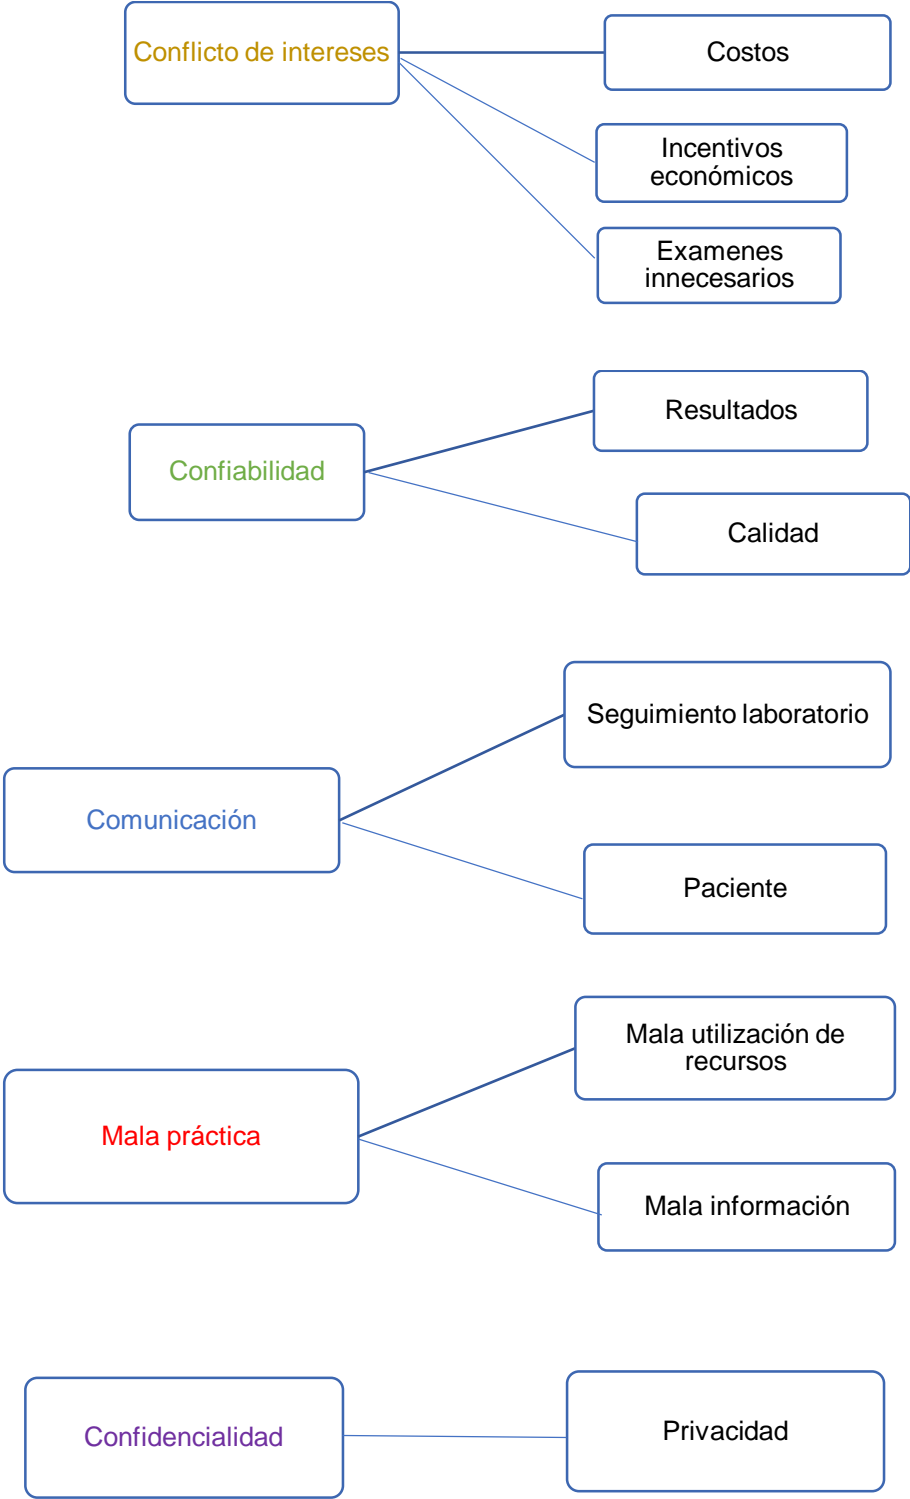 Conflicto de intereses
Costos
Incentivos
económicos
Examenes
innecesarios
Confiabilidad
Resultados
Calidad
Comunicación
Seguimiento laboratorio
Paciente
Mala práctica
Mala utilización de
recursos
Mala información
Confidencialidad
Privacidad